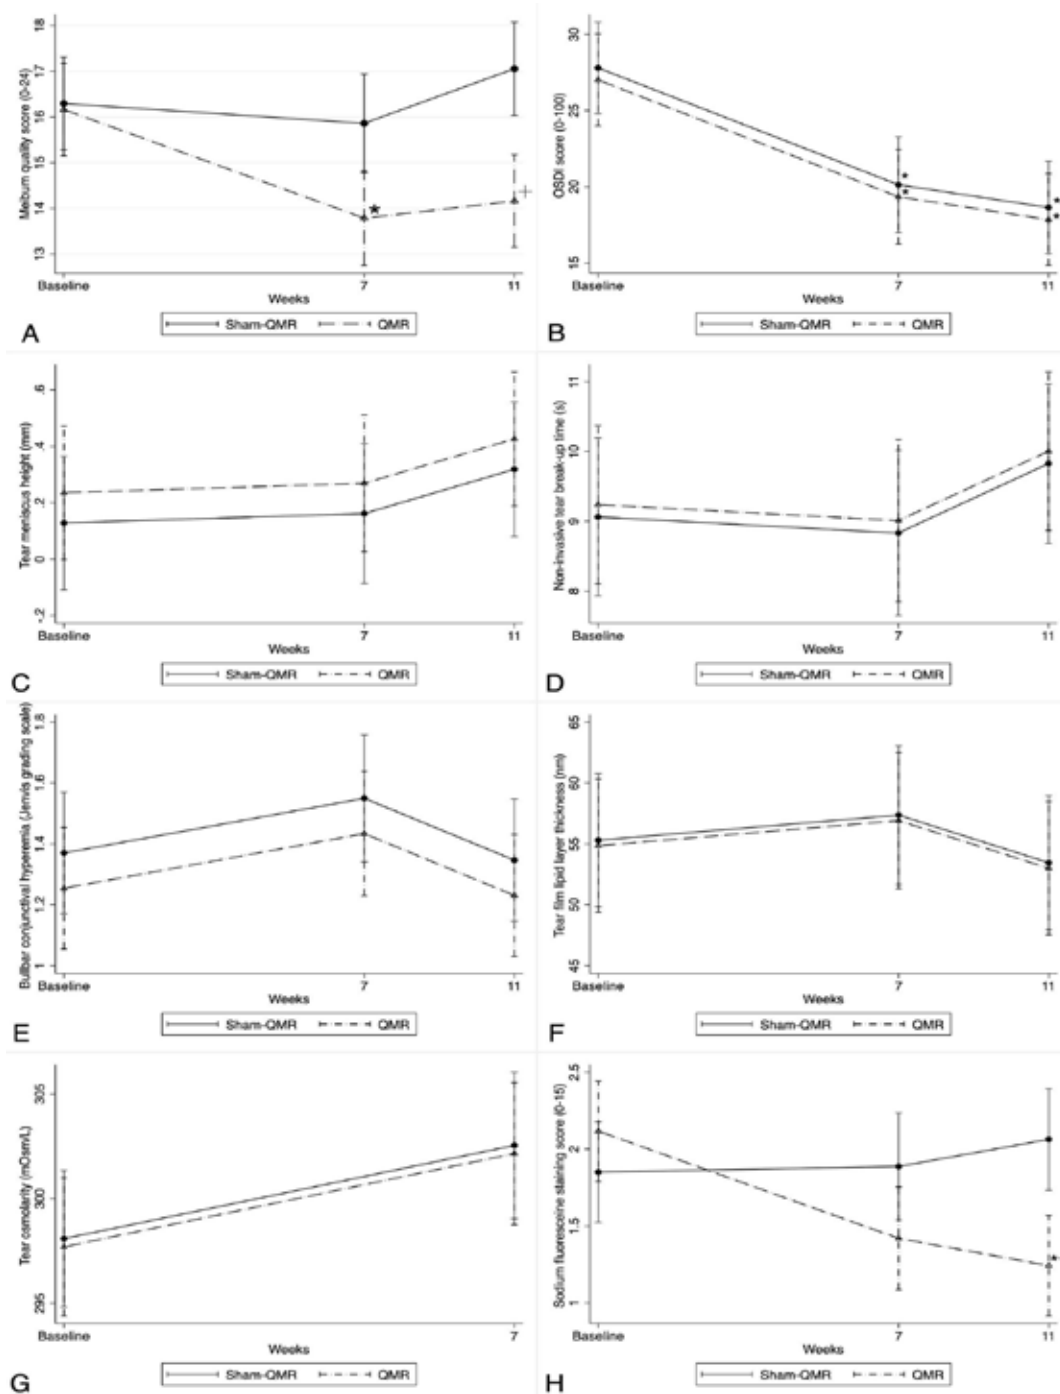 Meibum quality score (0-24)
18
17
16
15
14
13
★
+
Baseline
7
11
Weeks
A
Sham-QMR
QMR
OSDI score (0-100)
30
25
20
15
*
*
*
*
Baseline
7
11
Weeks
B
Sham-QMR
QMR
Tear meniscus height (mm)
.6
.4
.2
0
-.2
Baseline
7
11
Weeks
C
Sham-QMR
QMR
Non-invasive tear break-up time (s)
11
10
9
8
Baseline
7
11
Weeks
D
Sham-QMR
QMR
Bulbar conjunctival hyperemia (Jenvis grading scale)
1.8
1.6
1.4
1.2
1
Baseline
7
11
Weeks
E
Sham-QMR
QMR
Tear film lipid layer thickness (nm)
65
60
55
50
45
Baseline
7
11
Weeks
F
Sham-QMR
QMR
Tear osmolarity (mOsm/L)
305
300
295
Baseline
7
Weeks
G
Sham-QMR
QMR
Sodium fluoresceine staining score (0-15)
2.5
2
1.5
1
*
Baseline
7
11
Weeks
H
Sham-QMR
QMR